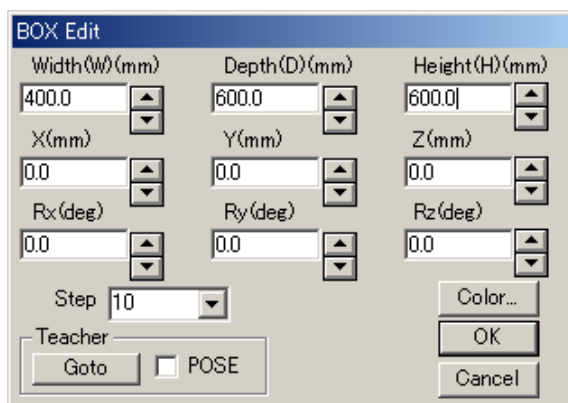 BOX Edit
Width(W)(mm) Depth(D)(mm) Height(H)(mm)
400.0 600.0 600.0
X(mm) Y(mm) Z(mm)
0.0 0.0 0.0
Rx(deg) Ry(deg) Rz(deg)
0.0 0.0 0.0
Step 10 Color...
Teacher OK
Goto POSE Cancel